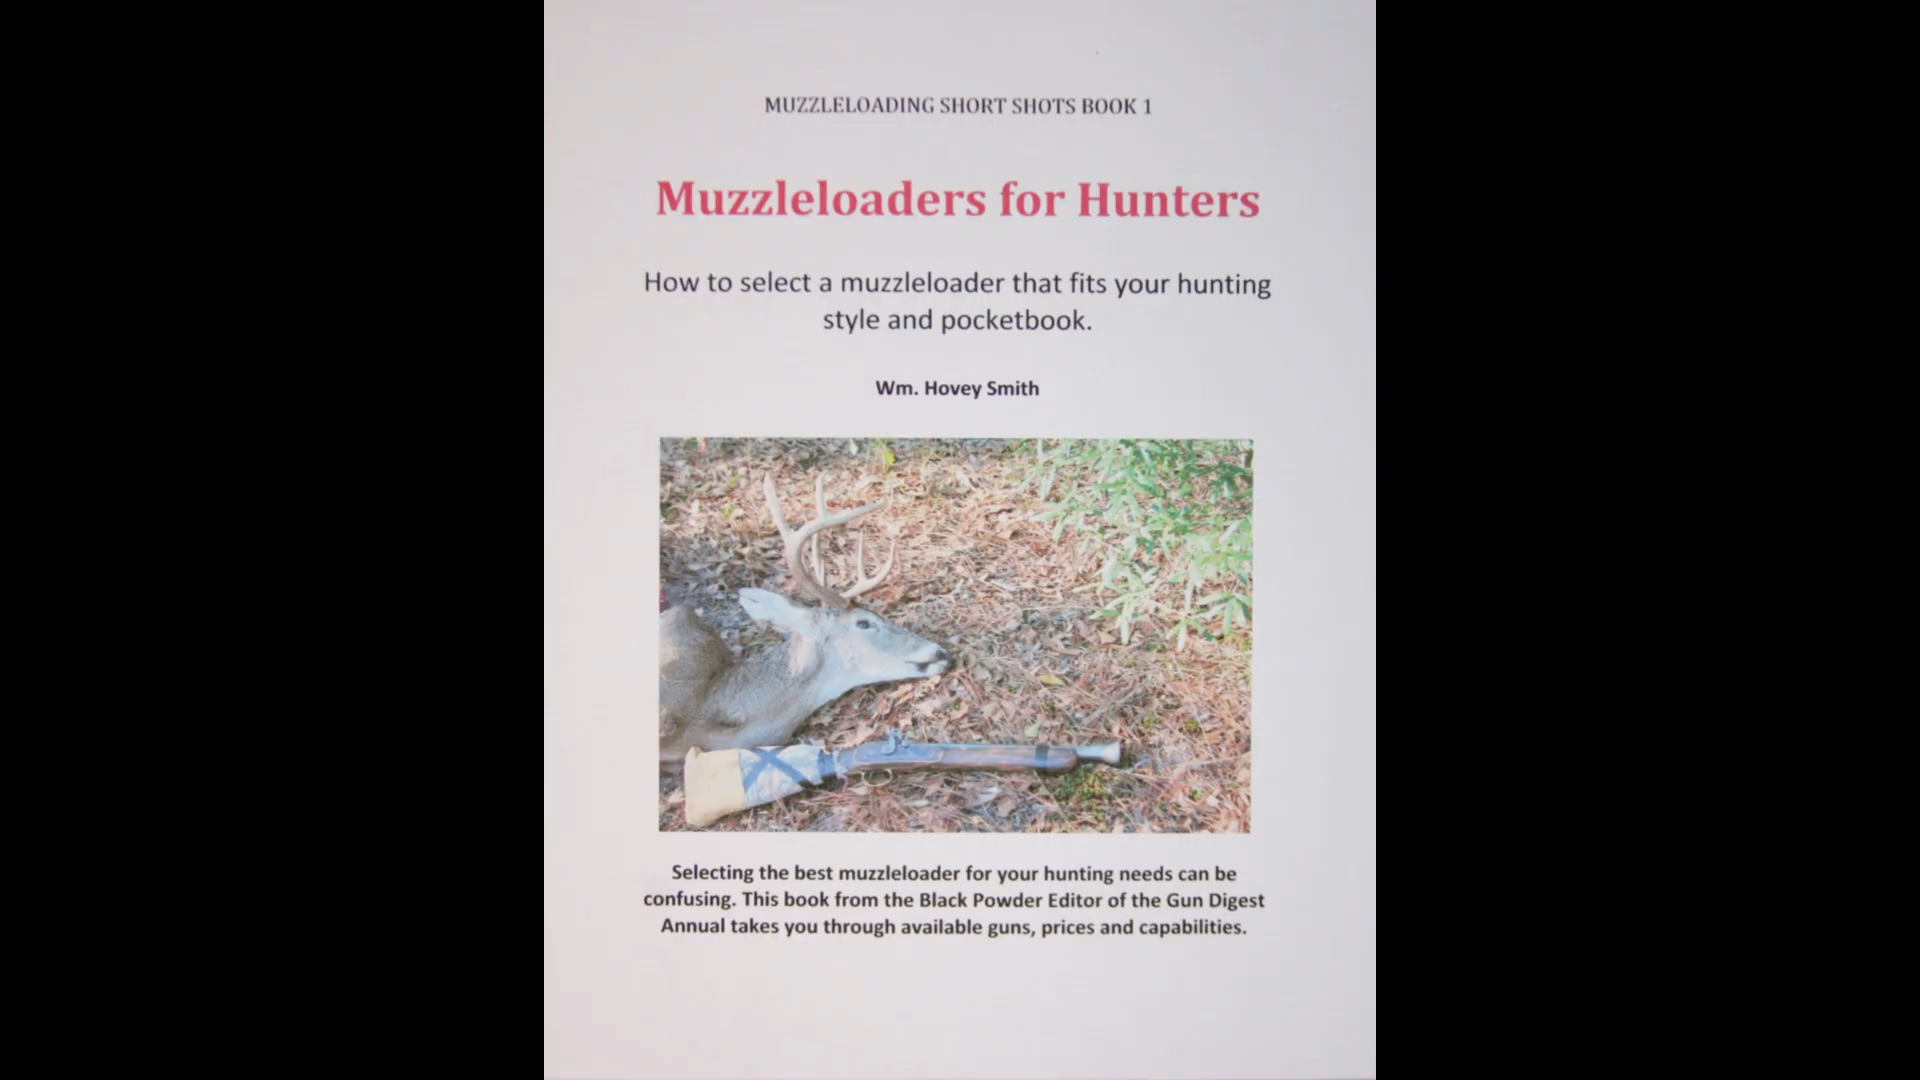 MUZZLELOADING SHORT SHOTS BOOK 1
Muzzleloaders for Hunters
How to select a muzzleloader that fits your hunting
style and pocketbook.
Wm. Hovey Smith
Selecting the best muzzleloader for your hunting needs can be
confusing. This book from the Black Powder Editor of the Gun Digest
Annual takes you through available guns, prices and capabilities.